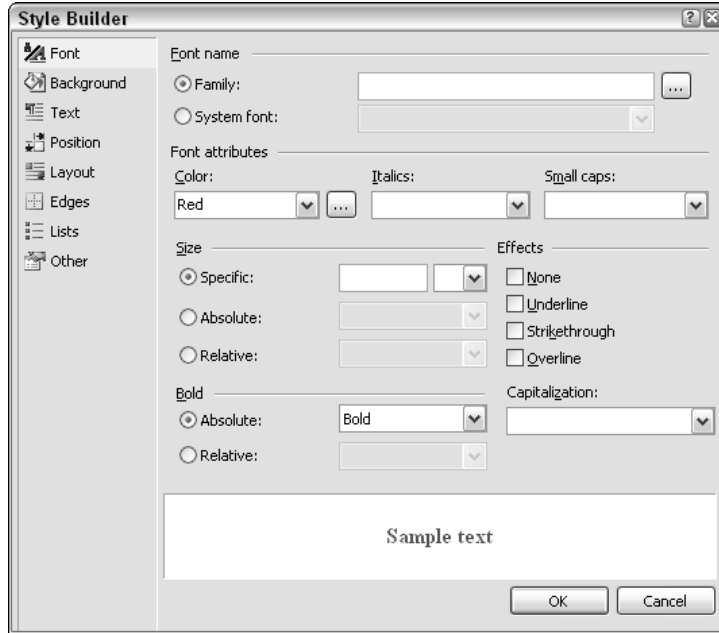 Style Builder
Font
Background
Text
Position
Layout
Edges
Lists
Other
Font name
Family:
...
System font:
Font attributes
Color:
Italics:
Small caps:
Red
...
Size
Effects
Specific:
None
Underline
Absolute:
Strikethrough
Relative:
Overline
Bold
Capitalization:
Absolute:
Bold
Relative:
Sample text
OK
Cancel